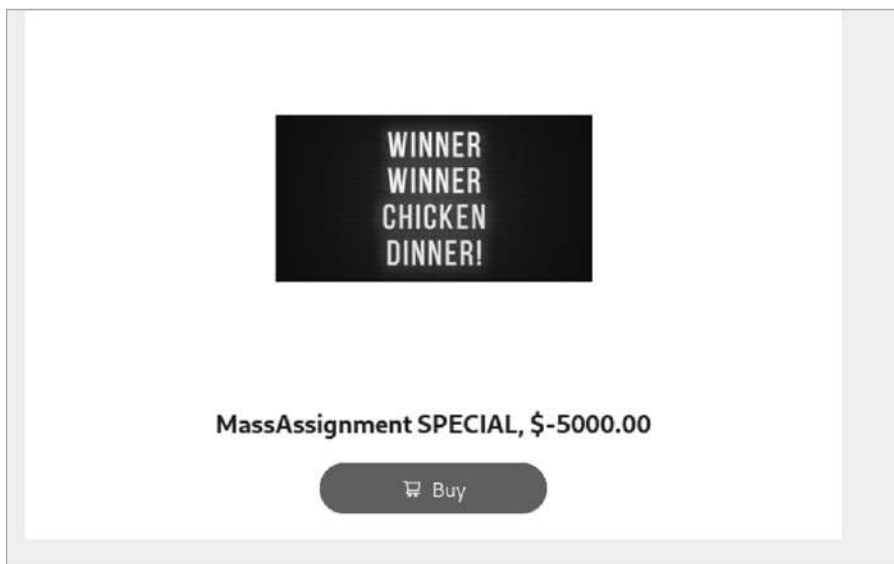 WINNER
WINNER
CHICKEN
DINNER!
MassAssignment SPECIAL, $-5000.00
Buy